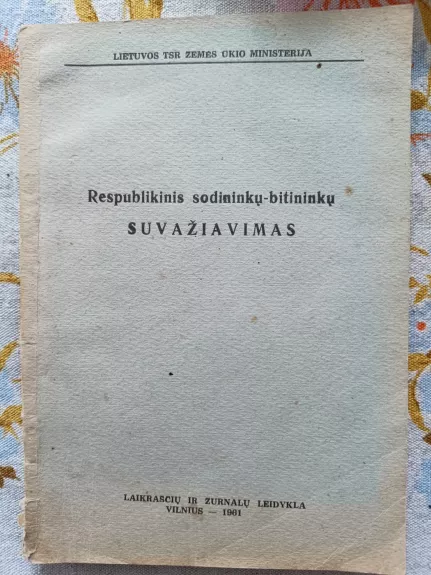 LIETUVOS TSR ŽEMĖS ŪKIO MINISTERIJA
Respublikinis sodininkų-bitininkų
SUVAŽIAVIMAS
LAIKRAŠČIŲ IR ŽURNALŲ LEIDYKLA
VILNIUS — 1961